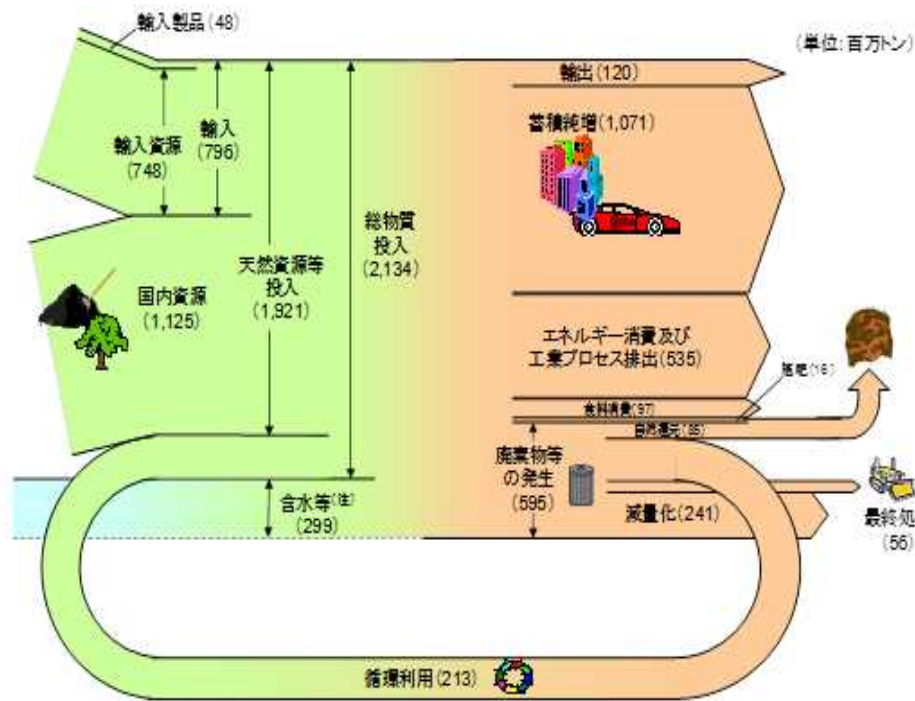 輸入製品(48)
(単位:百万トン)
輸出(120)
蓄積純増(1,071)
輸入
(796)
輸入資源
(748)
総物質
投入
(2,134)
天然資源等
投入
(1,921)
国内資源
(1,125)
エネルギー消費及び
工業プロセス排出(535)
施肥(16)
食料消費(97)
自然還元(85)
廃棄物等
の発生
(595)
含水等(注)
(299)
減量化(241)
最終処
(56)
循環利用(213)